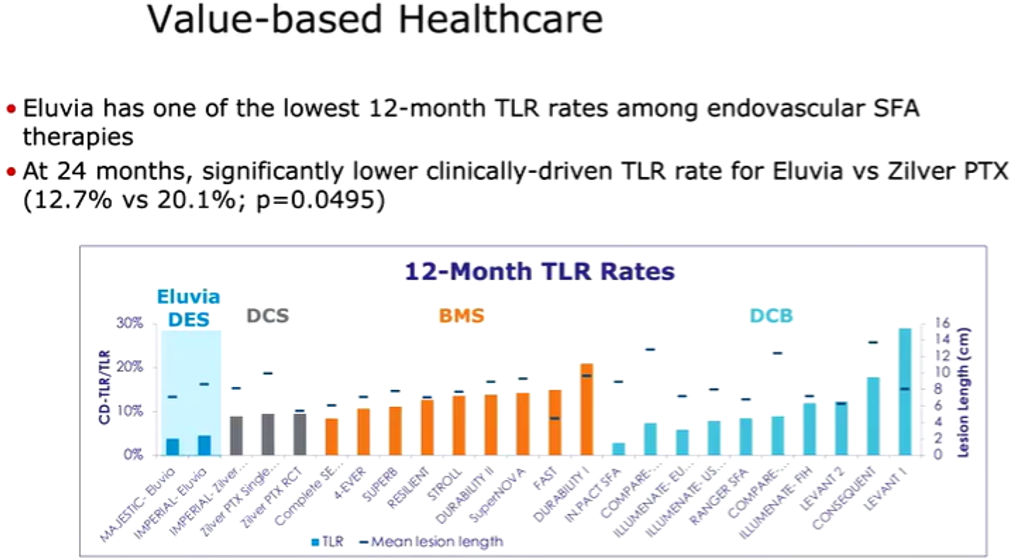 Value-based Healthcare
• Eluvia has one of the lowest 12-month TLR rates among endovascular SFA
therapies
• At 24 months, significantly lower clinically-driven TLR rate for Eluvia vs Zilver PTX
(12.7% vs 20.1%; p=0.0495)
12-Month TLR Rates
Eluvia
DES
DCS
BMS
DCB
CD-TLR/TLR
30%
20%
10%
0%
16
14
12
10
8
6
4
2
0
Lesion Length (cm)
MAJESTIC- Eluvia
IMPERIAL- Eluvia
IMPERIAL- Zilver...
Zilver PTX Single...
Zilver PTX RCT
Complete SE...
4-EVER
SUPERB
RESILIENT
STROLL
DURABILITY II
SuperNOVA
FAST
DURABILITY I
IN.PACT SFA
COMPARE-...
ILLUMENATE- EU...
ILLUMENATE- US...
RANGER SFA
COMPARE-...
ILLUMENATE- FIH
LEVANT 2
CONSEQUENT
LEVANT I
TLR
Mean lesion length